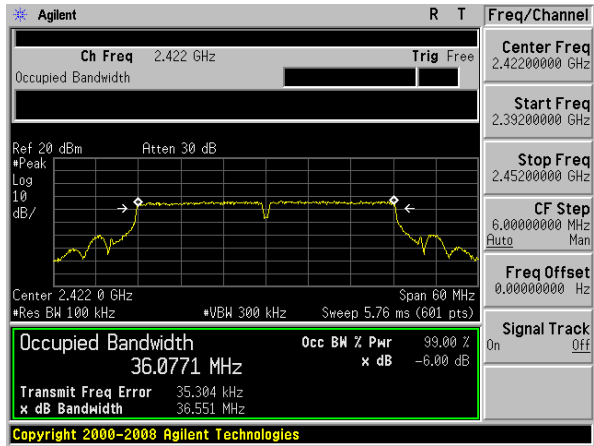 Agilent R T Freq/Channel
Ch Freq 2.422 GHz Trig Free
Occupied Bandwidth
Center Freq
2.42200000 GHz
Start Freq
2.39200000 GHz
Stop Freq
2.45200000 GHz
CF Step
6.00000000 MHz
Auto Man
Freq Offset
0.00000000 Hz
Signal Track
On Off
Ref 20 dBm Atten 30 dB
#Peak
Log
10
dB/
Center 2.422 0 GHz Span 60 MHz
#Res BW 100 kHz #VBW 300 kHz Sweep 5.76 ms (601 pts)
Occupied Bandwidth Occ BW % Pwr 99.00 %
36.0771 MHz x dB -6.00 dB
Transmit Freq Error 35.304 kHz
x dB Bandwidth 36.551 MHz
Copyright 2000-2008 Agilent Technologies